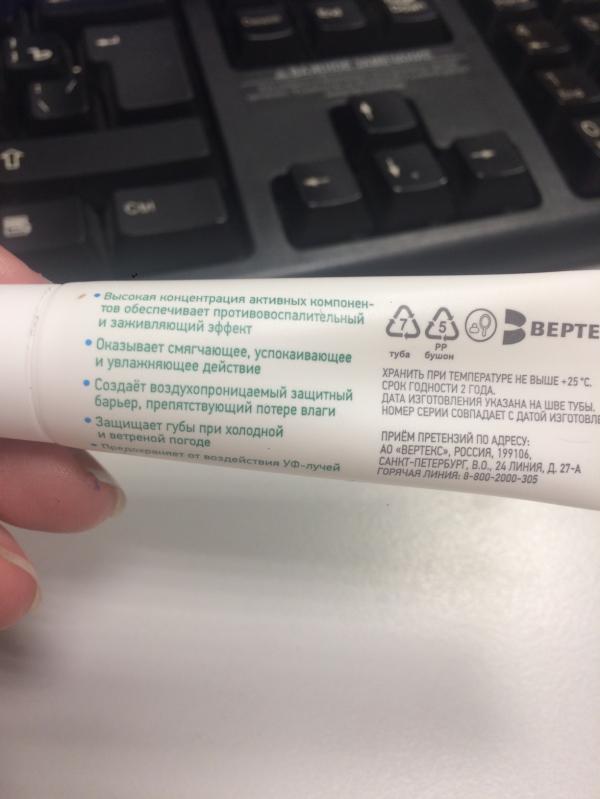 Высокая концентрация активных компонен-
тов обеспечивает противовоспалительный
и заживляющий эффект
Оказывает смягчающее, успокаивающее
и увлажняющее действие
Создаёт воздухопроницаемый защитный
барьер, препятствующий потере влаги
Защищает губы при холодной
и ветреной погоде
Предохраняет от воздействия УФ-лучей
7
туба
5
PP
бушон
ВЕРТЕ
ХРАНИТЬ ПРИ ТЕМПЕРАТУРЕ НЕ ВЫШЕ +25 °С.
СРОК ГОДНОСТИ 2 ГОДА.
ДАТА ИЗГОТОВЛЕНИЯ УКАЗАНА НА ШВЕ ТУБЫ.
НОМЕР СЕРИИ СОВПАДАЕТ С ДАТОЙ ИЗГОТОВЛЕ
ПРИЁМ ПРЕТЕНЗИЙ ПО АДРЕСУ:
АО «ВЕРТЕКС», РОССИЯ, 199106,
САНКТ-ПЕТЕРБУРГ, В.О., 24 ЛИНИЯ, Д. 27-А
ГОРЯЧАЯ ЛИНИЯ: 8-800-2000-305